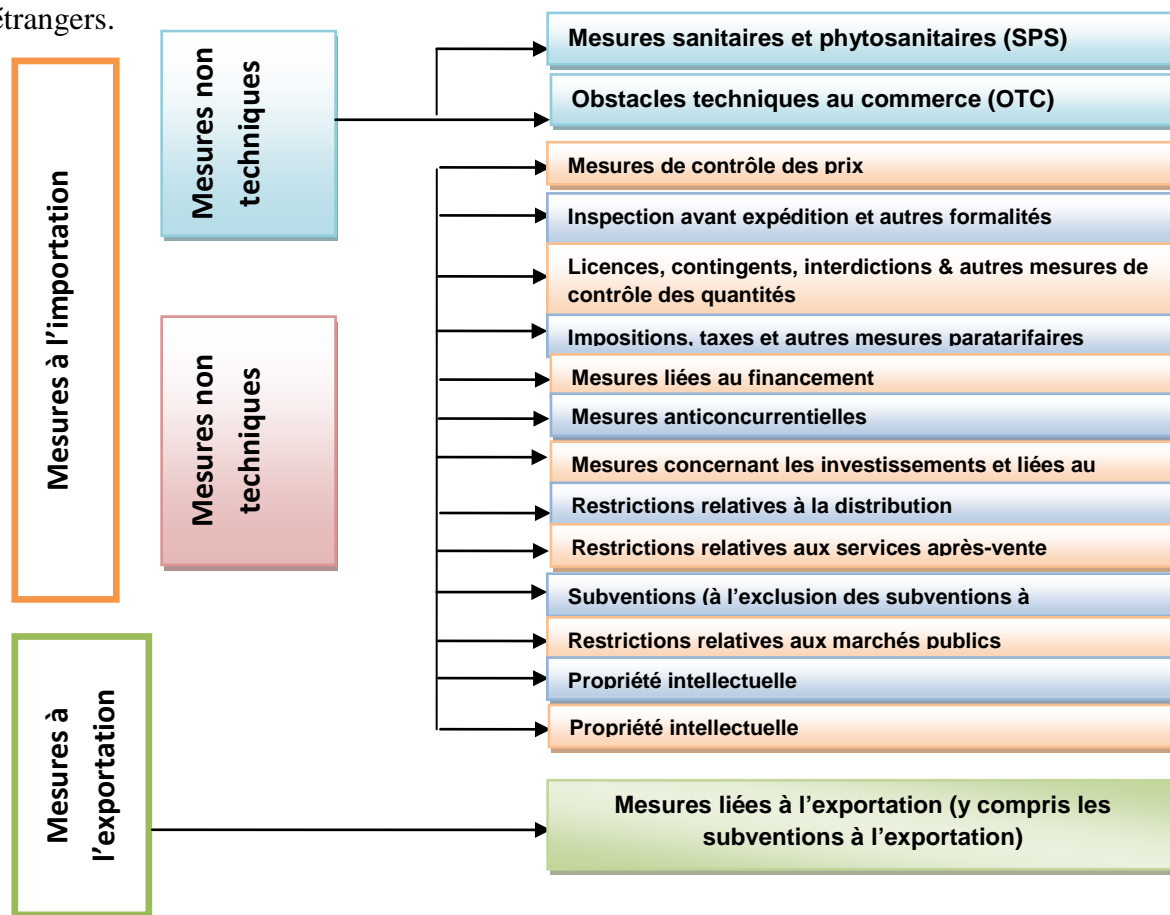 étrangers.
Mesures à l'importation
Mesures non
techniques
Mesures sanitaires et phytosanitaires (SPS)
Obstacles techniques au commerce (OTC)
Mesures non
techniques
Mesures de contrôle des prix
Inspection avant expédition et autres formalités
Licences, contingents, interdictions & autres mesures de
contrôle des quantités
Impositions, taxes et autres mesures paratarifaires
Mesures liées au financement
Mesures anticoncurrentielles
Mesures concernant les investissements et liées au
Restrictions relatives à la distribution
Restrictions relatives aux services après-vente
Subventions (à l'exclusion des subventions à
Restrictions relatives aux marchés publics
Propriété intellectuelle
Propriété intellectuelle
Mesures à
l'exportation
Mesures liées à l'exportation (y compris les
subventions à l'exportation)